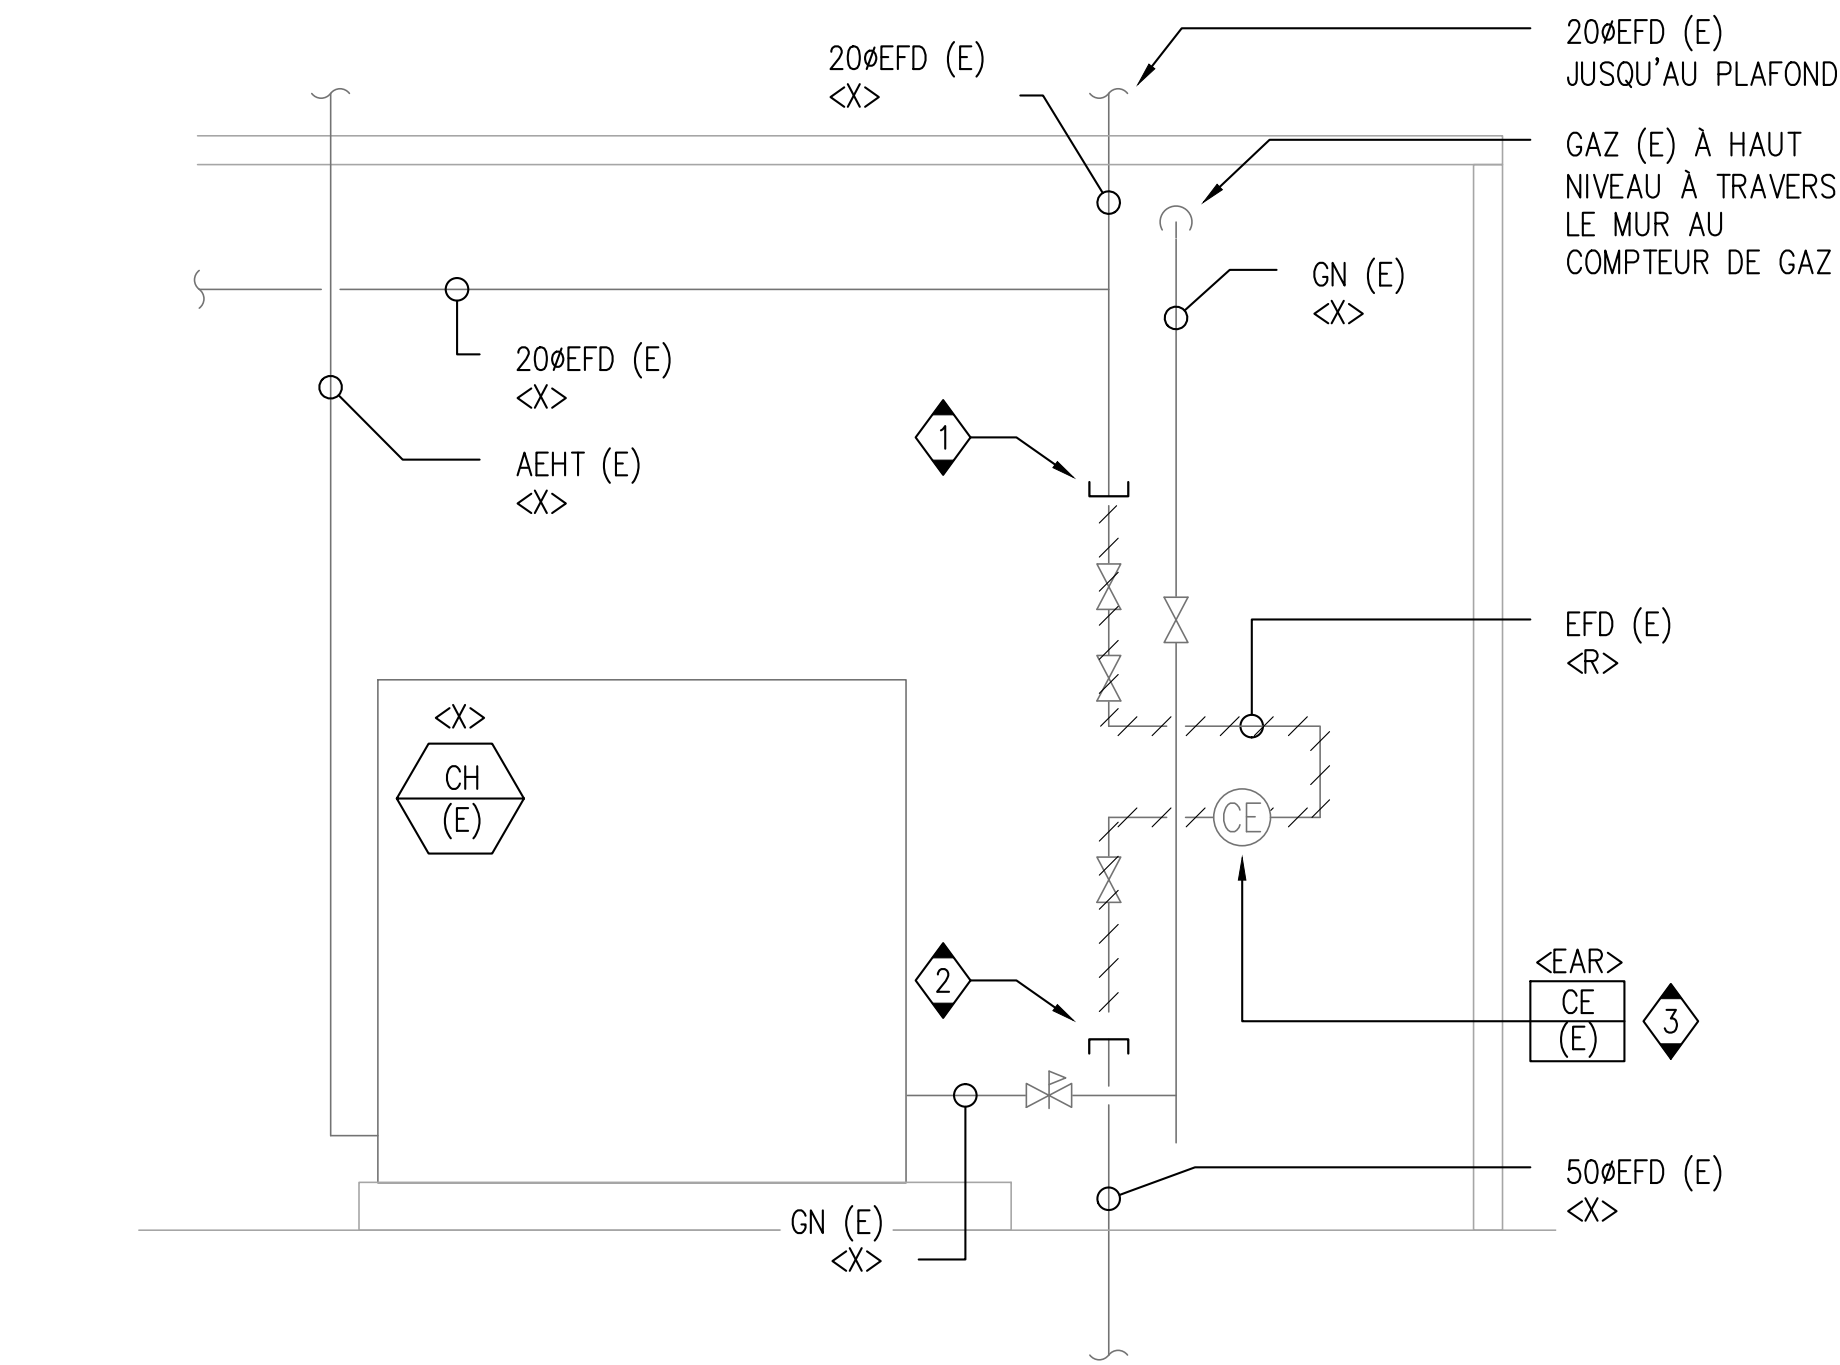 20øEFD (E)
<X>
20øEFD (E)
JUSQU'AU PLAFOND
GAZ (E) À HAUT
NIVEAU À TRAVERS
LE MUR AU
COMPTEUR DE GAZ
GN (E)
<X>
20øEFD (E)
<X>
AEHT (E)
<X>
1
EFD (E)
<R>
<X>
CH
(E)
CE
2
<EAR>
CE
(E)
3
50øEFD (E)
<X>
GN (E)
<X>